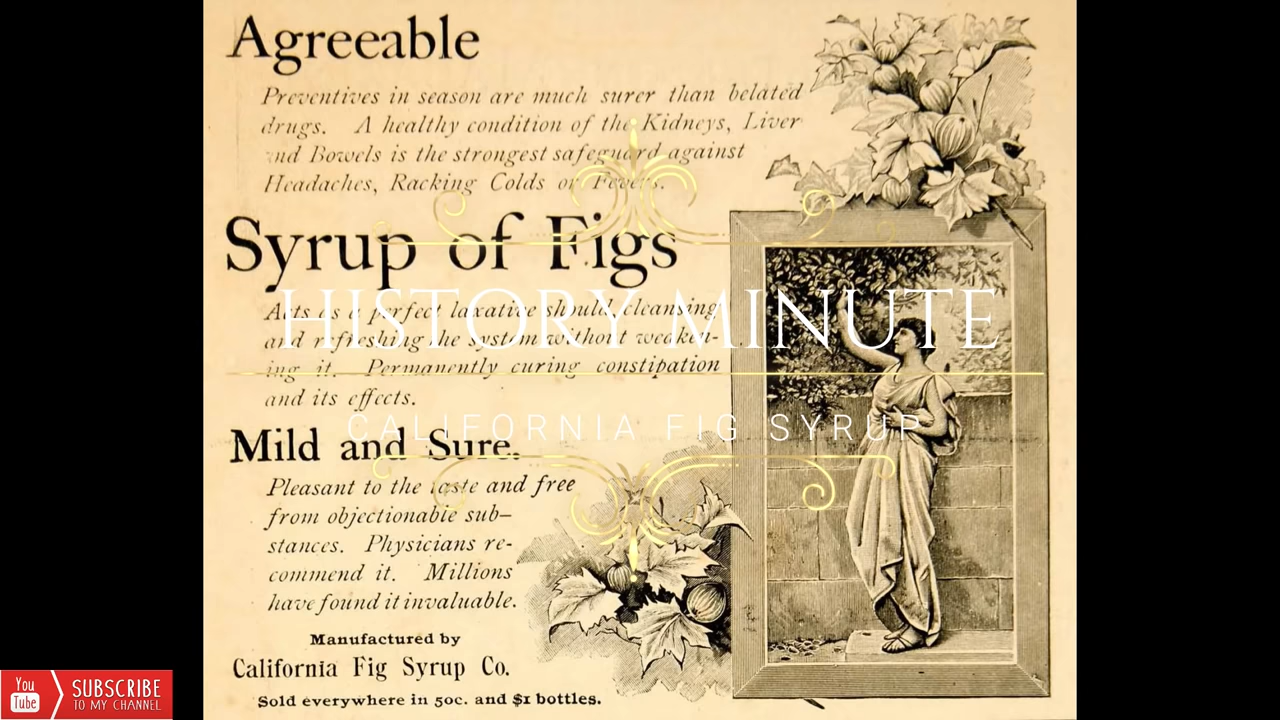 Agreeable
Preventives in season are much surer than belated
drugs. A healthy condition of the Kidneys, Liver
and Bowels is the strongest safeguard against
Headaches, Racking Colds or Fevers.
Syrup of Figs
Acts as a perfect laxative should, cleansing
and refreshing the system without weaken-
ing it. Permanently curing constipation
and its effects.
Mild and Sure.
Pleasant to the taste and free
from objectionable sub-
stances. Physicians re-
commend it. Millions
have found it invaluable.
Manufactured by
California Fig Syrup Co.
Sold everywhere in 50c. and $1 bottles.
HISTORY MINUTE
CALIFORNIA FIG SYRUP
You
Tube
SUBSCRIBE
TO MY CHANNEL